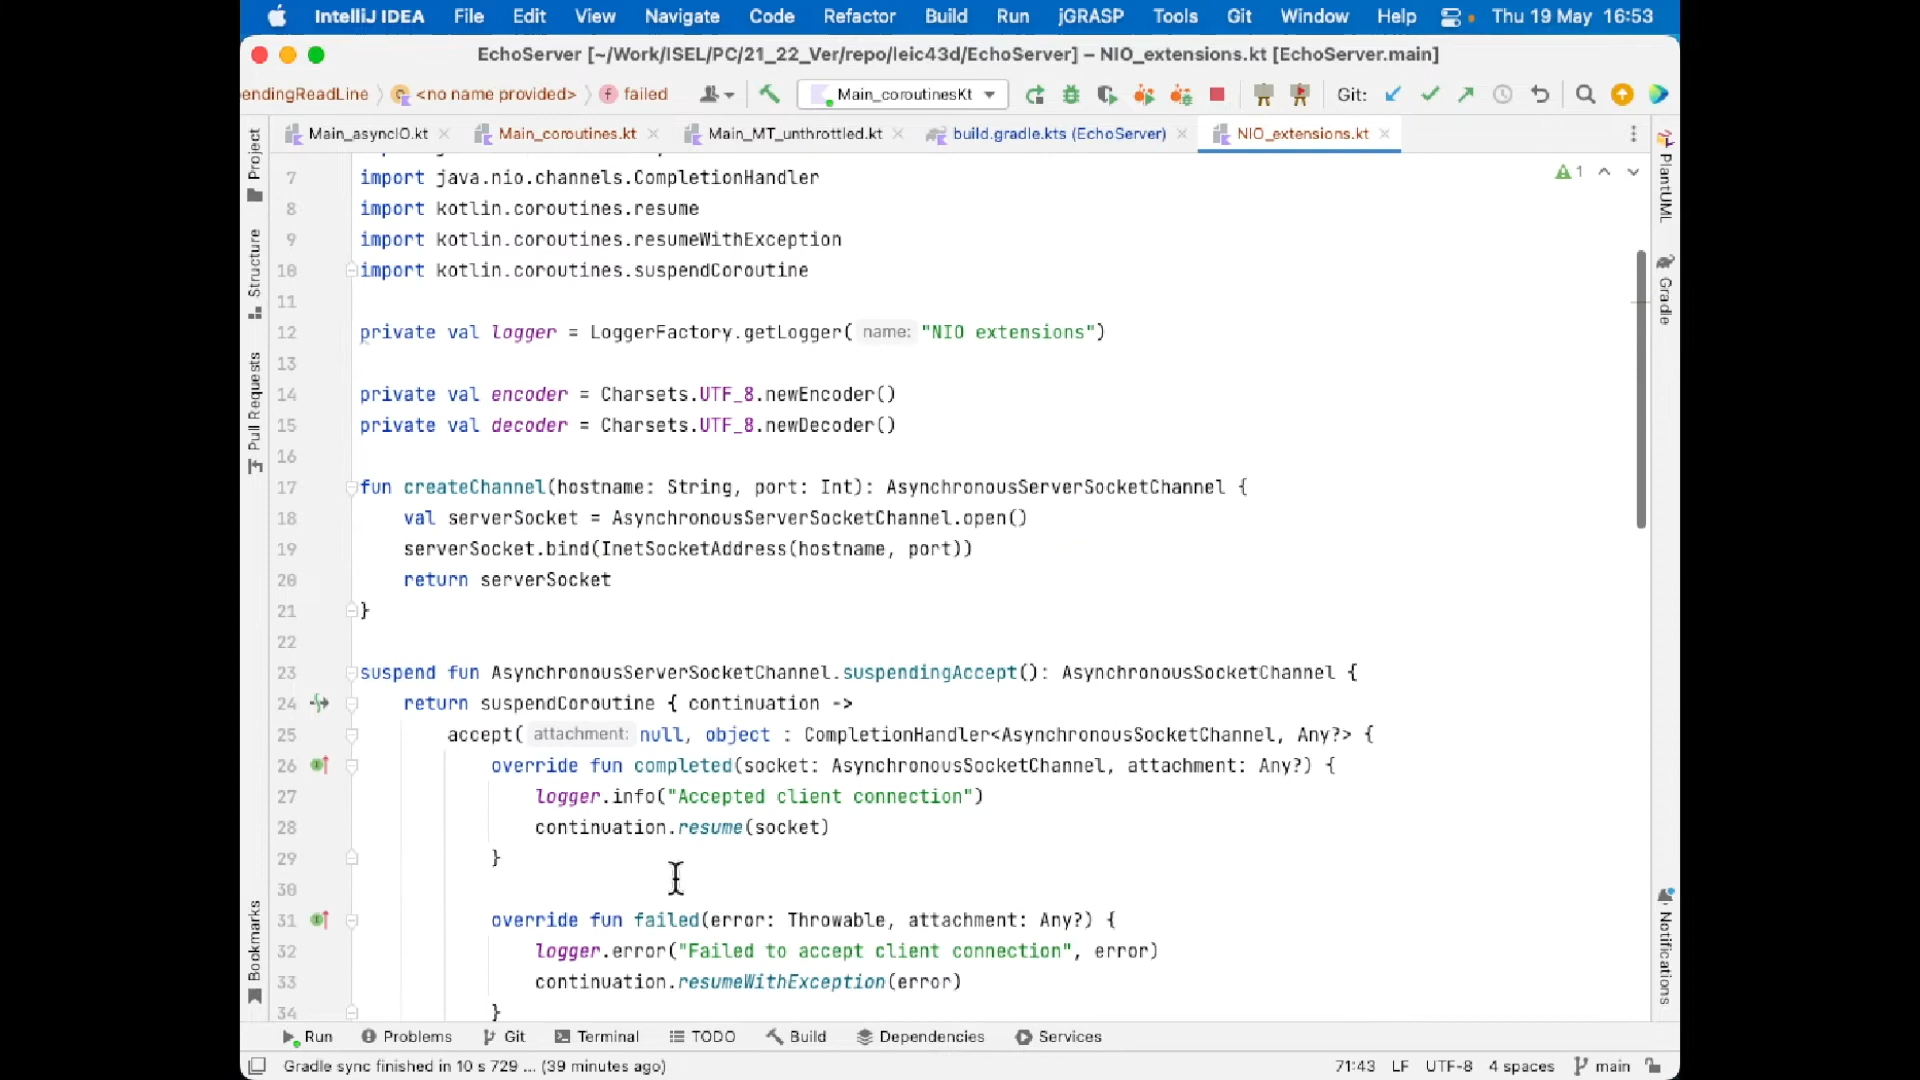 IntelliJ IDEA File Edit View Navigate Code Refactor Build Run jGRASP Tools Git Window Help Thu 19 May 16:53
EchoServer [~/Work/ISEL/PC/21_22_Ver/repo/leic43d/EchoServer] – NIO_extensions.kt [EchoServer.main]
endingReadLine <no name provided> failed Main_coroutinesKt Git:
Main_asyncIO.kt Main_coroutines.kt Main_MT_unthrottled.kt build.gradle.kts (EchoServer) NIO_extensions.kt
Project
Structure
Pull Requests
Bookmarks
1
7 import java.nio.channels.CompletionHandler
8 import kotlin.coroutines.resume
9 import kotlin.coroutines.resumeWithException
10 import kotlin.coroutines.suspendCoroutine
11
12 private val logger = LoggerFactory.getLogger( name: "NIO extensions")
13
14 private val encoder = Charsets.UTF_8.newEncoder()
15 private val decoder = Charsets.UTF_8.newDecoder()
16
17 fun createChannel(hostname: String, port: Int): AsynchronousServerSocketChannel {
18 val serverSocket = AsynchronousServerSocketChannel.open()
19 serverSocket.bind(InetSocketAddress(hostname, port))
20 return serverSocket
21 }
22
23 suspend fun AsynchronousServerSocketChannel.suspendingAccept(): AsynchronousSocketChannel {
24 return suspendCoroutine { continuation ->
25 accept( attachment: null, object : CompletionHandler<AsynchronousSocketChannel, Any?> {
26 override fun completed(socket: AsynchronousSocketChannel, attachment: Any?) {
27 logger.info("Accepted client connection")
28 continuation.resume(socket)
29 }
30
31 override fun failed(error: Throwable, attachment: Any?) {
32 logger.error("Failed to accept client connection", error)
33 continuation.resumeWithException(error)
34 }
PlantUML
Gradle
Notifications
Run Problems Git Terminal TODO Build Dependencies Services
Gradle sync finished in 10 s 729 ... (39 minutes ago) 71:43 LF UTF-8 4 spaces main